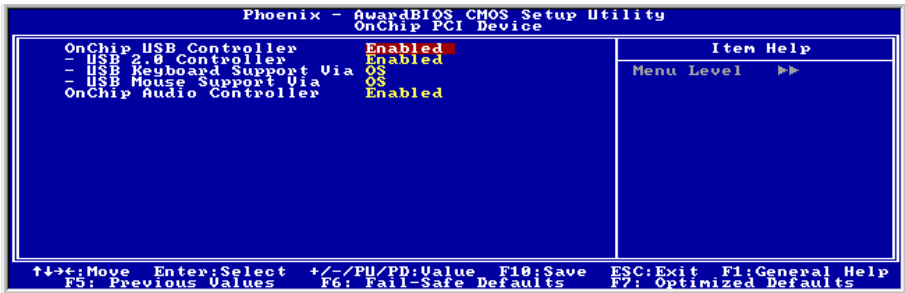 Phoenix - AwardBIOS CMOS Setup Utility
OnChip PCI Device
OnChip USB Controller Enabled
- USB 2.0 Controller Enabled
- USB Keyboard Support Via OS
- USB Mouse Support Via OS
OnChip Audio Controller Enabled
Item Help
Menu Level ▶▶
↑↓→←:Move Enter:Select +/-/PU/PD:Value F10:Save ESC:Exit F1:General Help
F5: Previous Values F6: Fail-Safe Defaults F7: Optimized Defaults